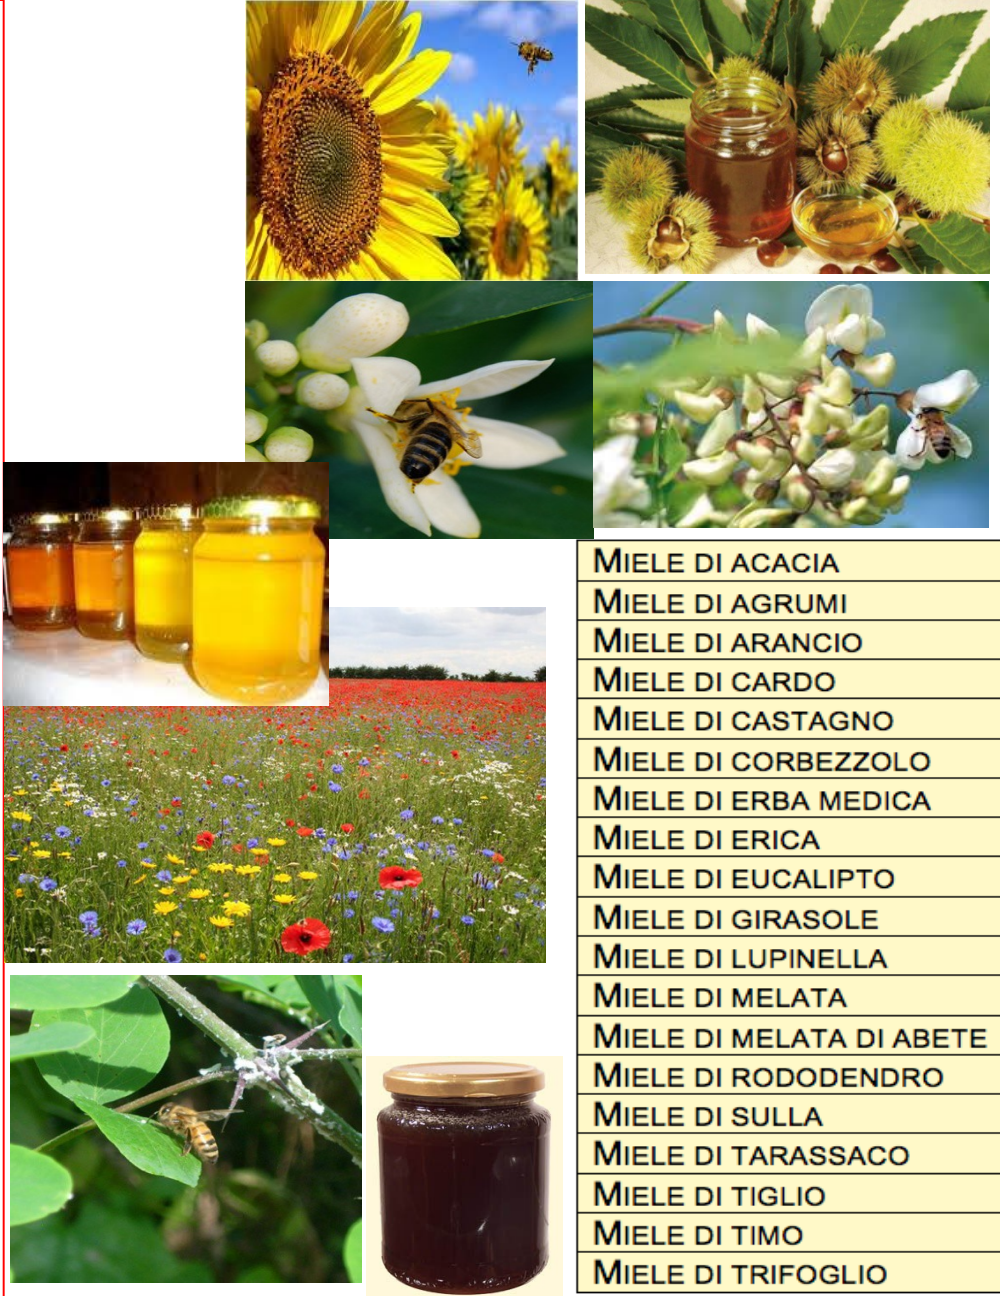 MIELE DI ACACIA
MIELE DI AGRUMI
MIELE DI ARANCIO
MIELE DI CARDO
MIELE DI CASTAGNO
MIELE DI CORBEZZOLO
MIELE DI ERBA MEDICA
MIELE DI ERICA
MIELE DI EUCALIPTO
MIELE DI GIRASOLE
MIELE DI LUPINELLA
MIELE DI MELATA
MIELE DI MELATA DI ABETE
MIELE DI RODODENDRO
MIELE DI SULLA
MIELE DI TARASSACO
MIELE DI TIGLIO
MIELE DI TIMO
MIELE DI TRIFOGLIO